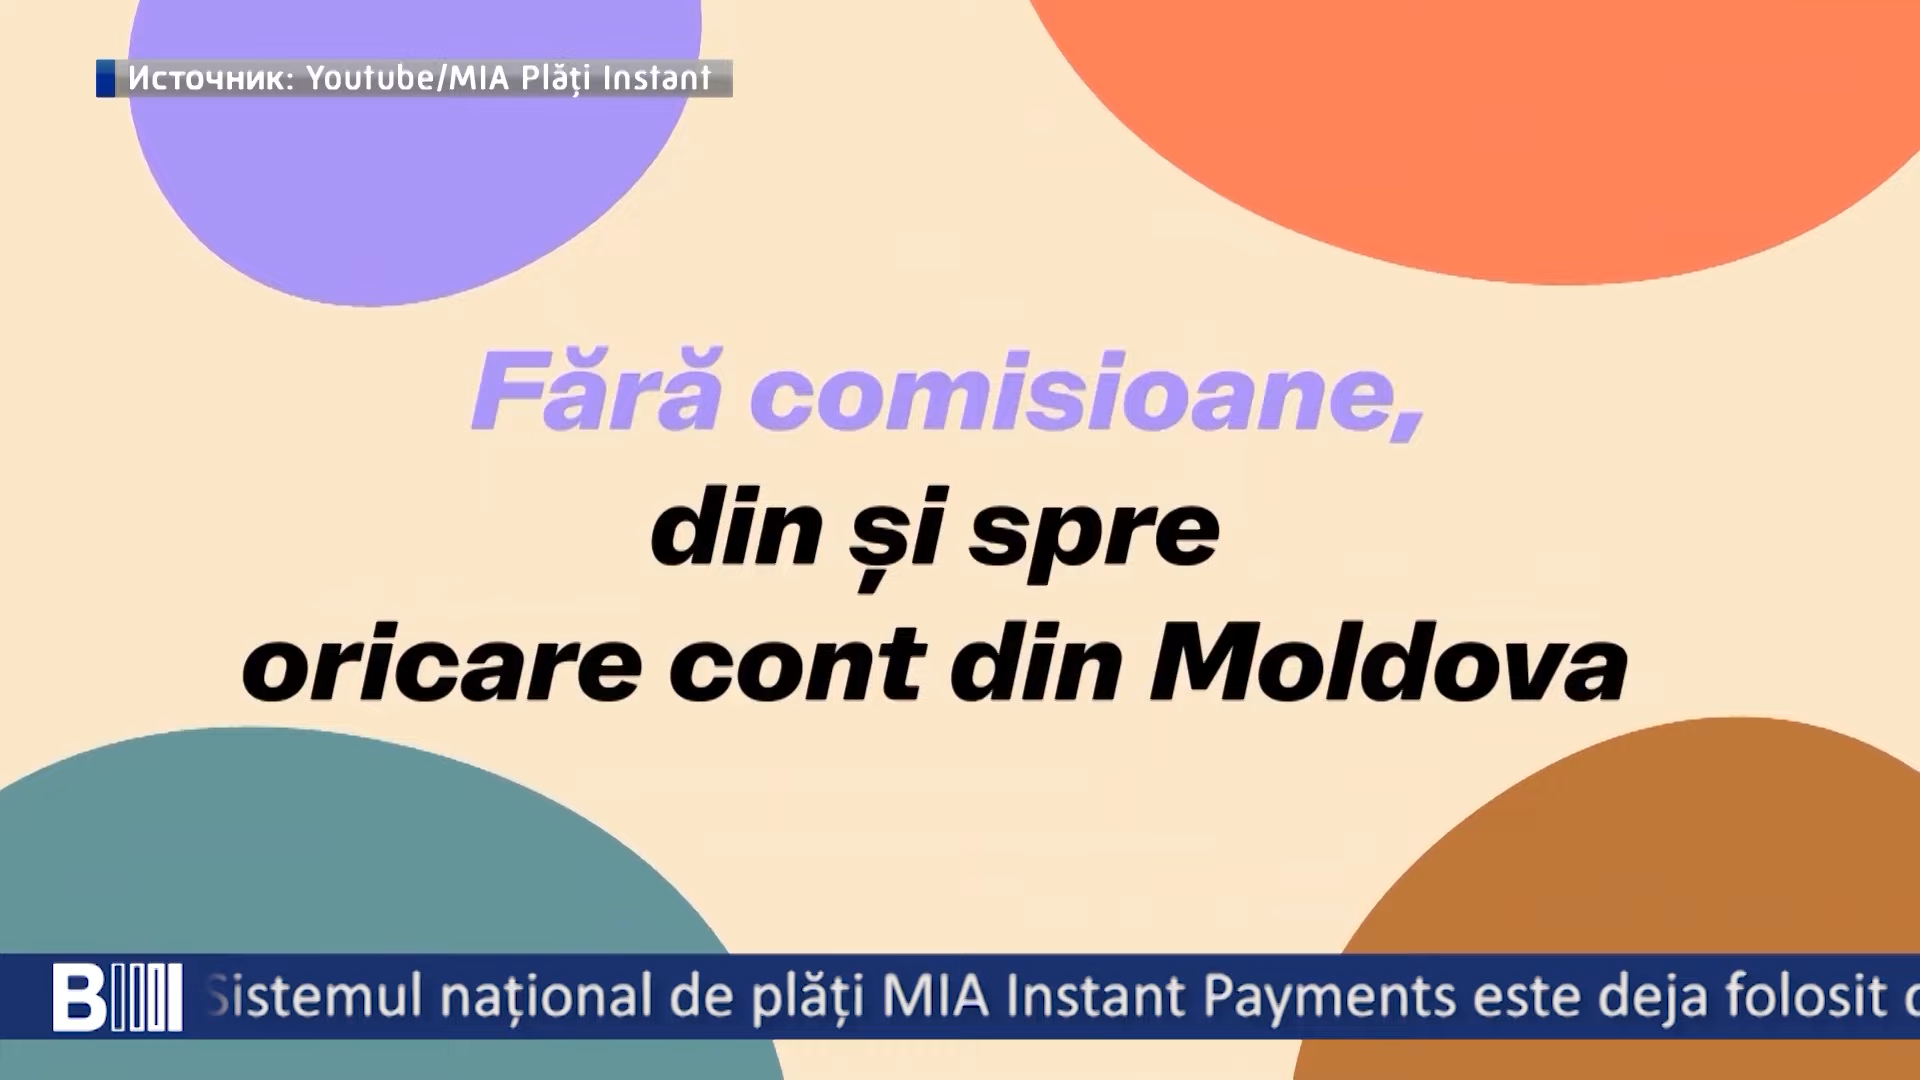 Источник: Youtube/MIA Plăți Instant
Fără comisioane,
din și spre
oricare cont din Moldova
B Sistemul național de plăți MIA Instant Payments este deja folosit